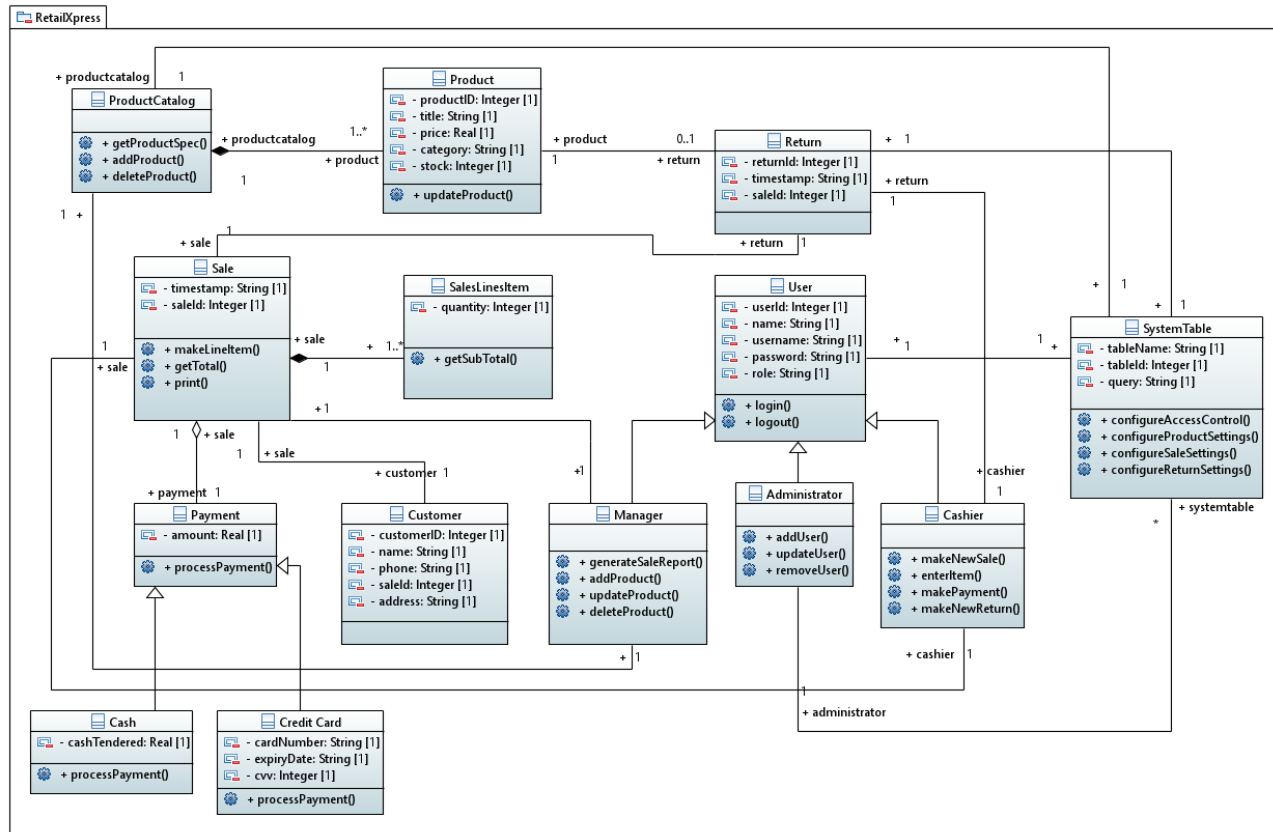 RetailXpress
+ productcatalog
1
ProductCatalog
+ getProductSpec()
+ addProduct()
+ deleteProduct()
+ productcatalog
1
1..*
+ product
Product
- productID: Integer [1]
- title: String [1]
- price: Real [1]
- category: String [1]
- stock: Integer [1]
+ updateProduct()
+ product
1
0..1
+ return
Return
- returnId: Integer [1]
- timestamp: String [1]
- saleId: Integer [1]
+ 1
+ return
1
1 +
+ sale
1
+ return
1
Sale
- timestamp: String [1]
- saleId: Integer [1]
+ makeLineItem()
+ getTotal()
+ print()
1
+ sale
+ sale
1
+ 1..*
SalesLinesItem
- quantity: Integer [1]
+ getSubTotal()
User
- userId: Integer [1]
- name: String [1]
- username: String [1]
- password: String [1]
- role: String [1]
+ login()
+ logout()
+
1
1
+
+
1
1
+
SystemTable
- tableName: String [1]
- tableId: Integer [1]
- query: String [1]
+ configureAccessControl()
+ configureProductSettings()
+ configureSaleSettings()
+ configureReturnSettings()
+1
1
+ sale
1
+ sale
+ customer 1
+1
+ cashier
1
+ systemtable
*
+ payment 1
Payment
- amount: Real [1]
+ processPayment()
Customer
- customerID: Integer [1]
- name: String [1]
- phone: String [1]
- saleId: Integer [1]
- address: String [1]
Manager
+ generateSaleReport()
+ addProduct()
+ updateProduct()
+ deleteProduct()
Administrator
+ addUser()
+ updateUser()
+ removeUser()
Cashier
+ makeNewSale()
+ enterItem()
+ makePayment()
+ makeNewReturn()
+ 1
+ cashier
1
1
+ administrator
Cash
- cashTendered: Real [1]
+ processPayment()
Credit Card
- cardNumber: String [1]
- expiryDate: String [1]
- cvv: Integer [1]
+ processPayment()